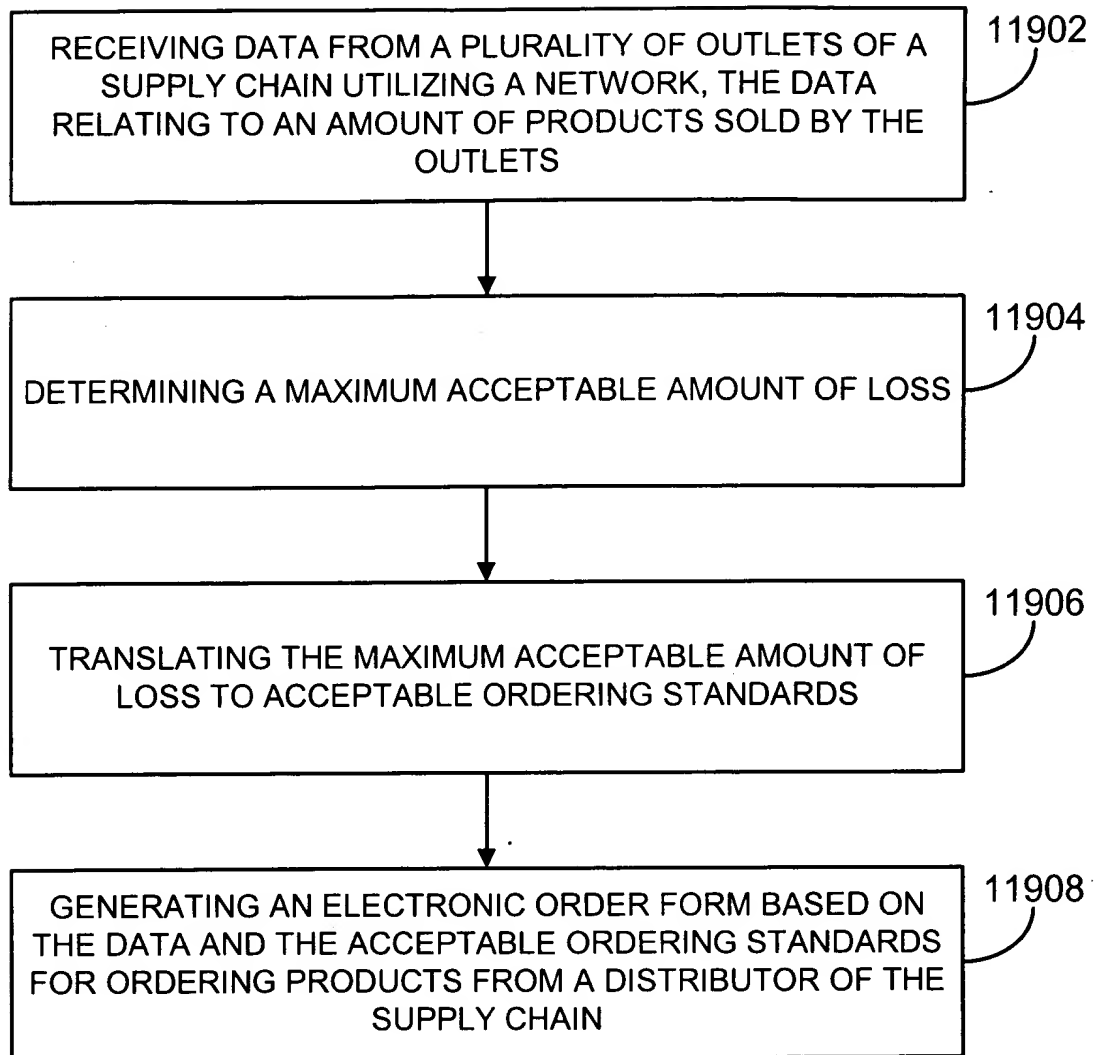 RECEIVING DATA FROM A PLURALITY OF OUTLETS OF A
SUPPLY CHAIN UTILIZING A NETWORK, THE DATA
RELATING TO AN AMOUNT OF PRODUCTS SOLD BY THE
OUTLETS
11902
DETERMINING A MAXIMUM ACCEPTABLE AMOUNT OF LOSS
11904
TRANSLATING THE MAXIMUM ACCEPTABLE AMOUNT OF
LOSS TO ACCEPTABLE ORDERING STANDARDS
11906
GENERATING AN ELECTRONIC ORDER FORM BASED ON
THE DATA AND THE ACCEPTABLE ORDERING STANDARDS
FOR ORDERING PRODUCTS FROM A DISTRIBUTOR OF THE
SUPPLY CHAIN
11908